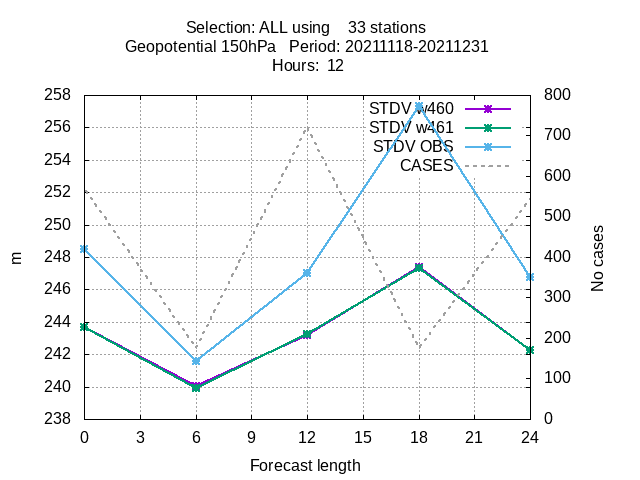 Selection: ALL using    33 stations
Geopotential 150hPa   Period: 20211118-20211231
Hours:  12
STDV w460
STDV w461
STDV OBS
CASES
258
256
254
252
250
248
246
244
242
240
238
m
800
700
600
500
400
300
200
100
0
No cases
0 3 6 9 12 15 18 21 24
Forecast length